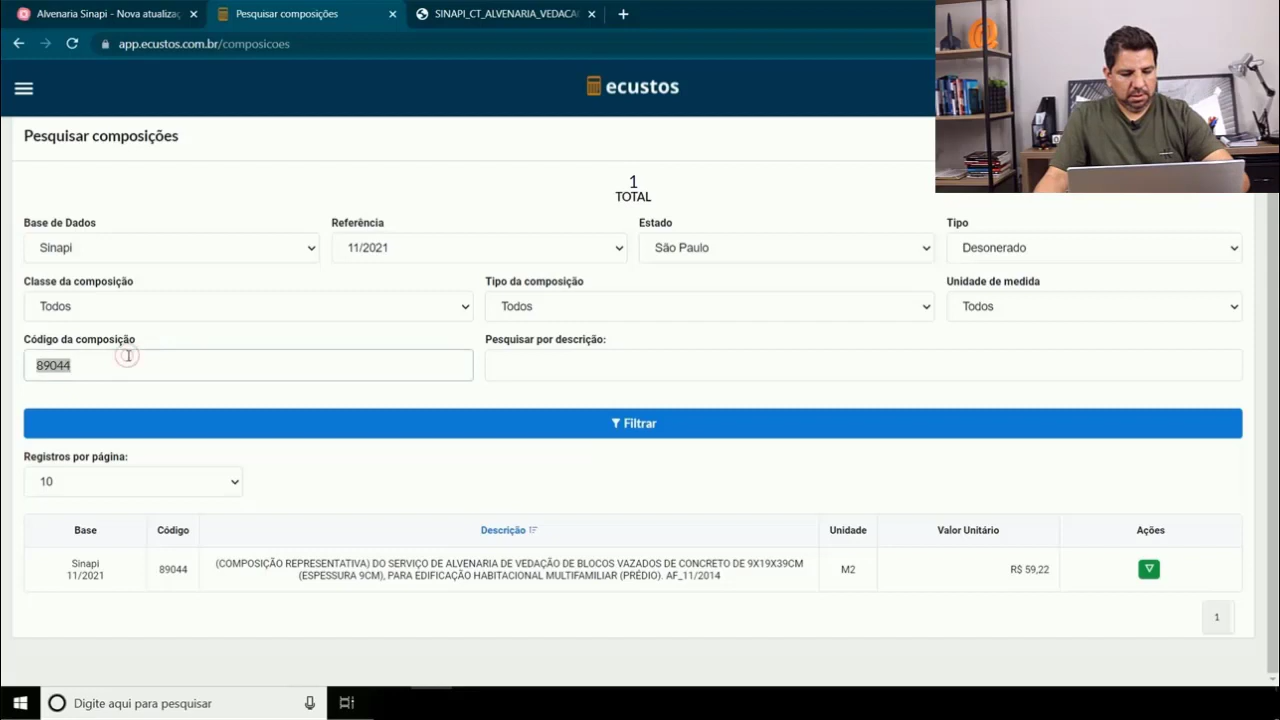 Alvenaria Sinapi - Nova atualizaç
Pesquisar composições
SINAPI_CT_ALVENARIA_VEDACA
app.ecustos.com.br/composicoes
ecustos
Pesquisar composições
1
TOTAL
Base de Dados
Referência
Estado
Tipo
Sinapi
11/2021
São Paulo
Desonerado
Classe da composição
Tipo da composição
Unidade de medida
Todos
Todos
Todos
Código da composição
Pesquisar por descrição:
89044
Filtrar
Registros por página:
10
Base
Código
Descrição
Unidade
Valor Unitário
Ações
Sinapi
11/2021
89044
(COMPOSIÇÃO REPRESENTATIVA) DO SERVIÇO DE ALVENARIA DE VEDAÇÃO DE BLOCOS VAZADOS DE CONCRETO DE 9X19X39CM
(ESPESSURA 9CM), PARA EDIFICAÇÃO HABITACIONAL MULTIFAMILIAR (PRÉDIO). AF_11/2014
M2
R$ 59,22
1
Digite aqui para pesquisar